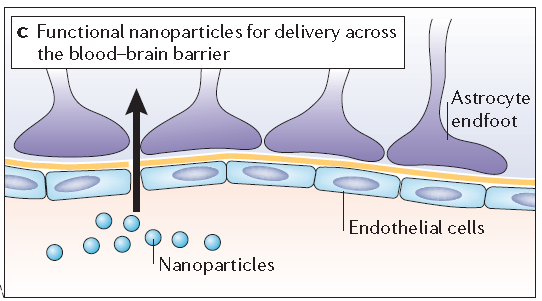 c Functional nanoparticles for delivery across
the blood–brain barrier
Astrocyte
endfoot
Endothelial cells
Nanoparticles